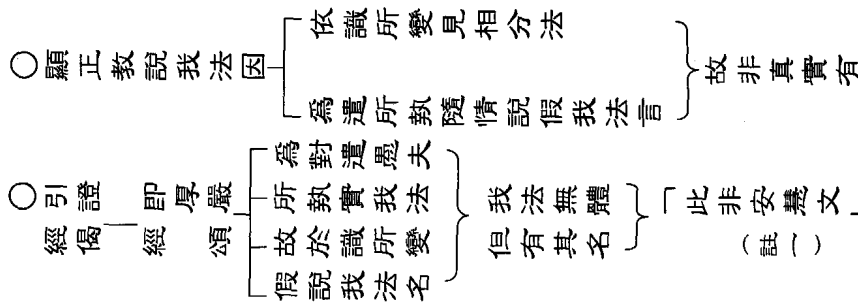 ○顯正教說我法因
依識所變見相分法
為遣所執隨情說假我法言
故非真實有
○引證
經偈
即厚嚴
經頌
為對遣愚夫
所執實我法
故於識所變
假說我法名
我法無體
但有其名
「此非安慧文」
(註一)